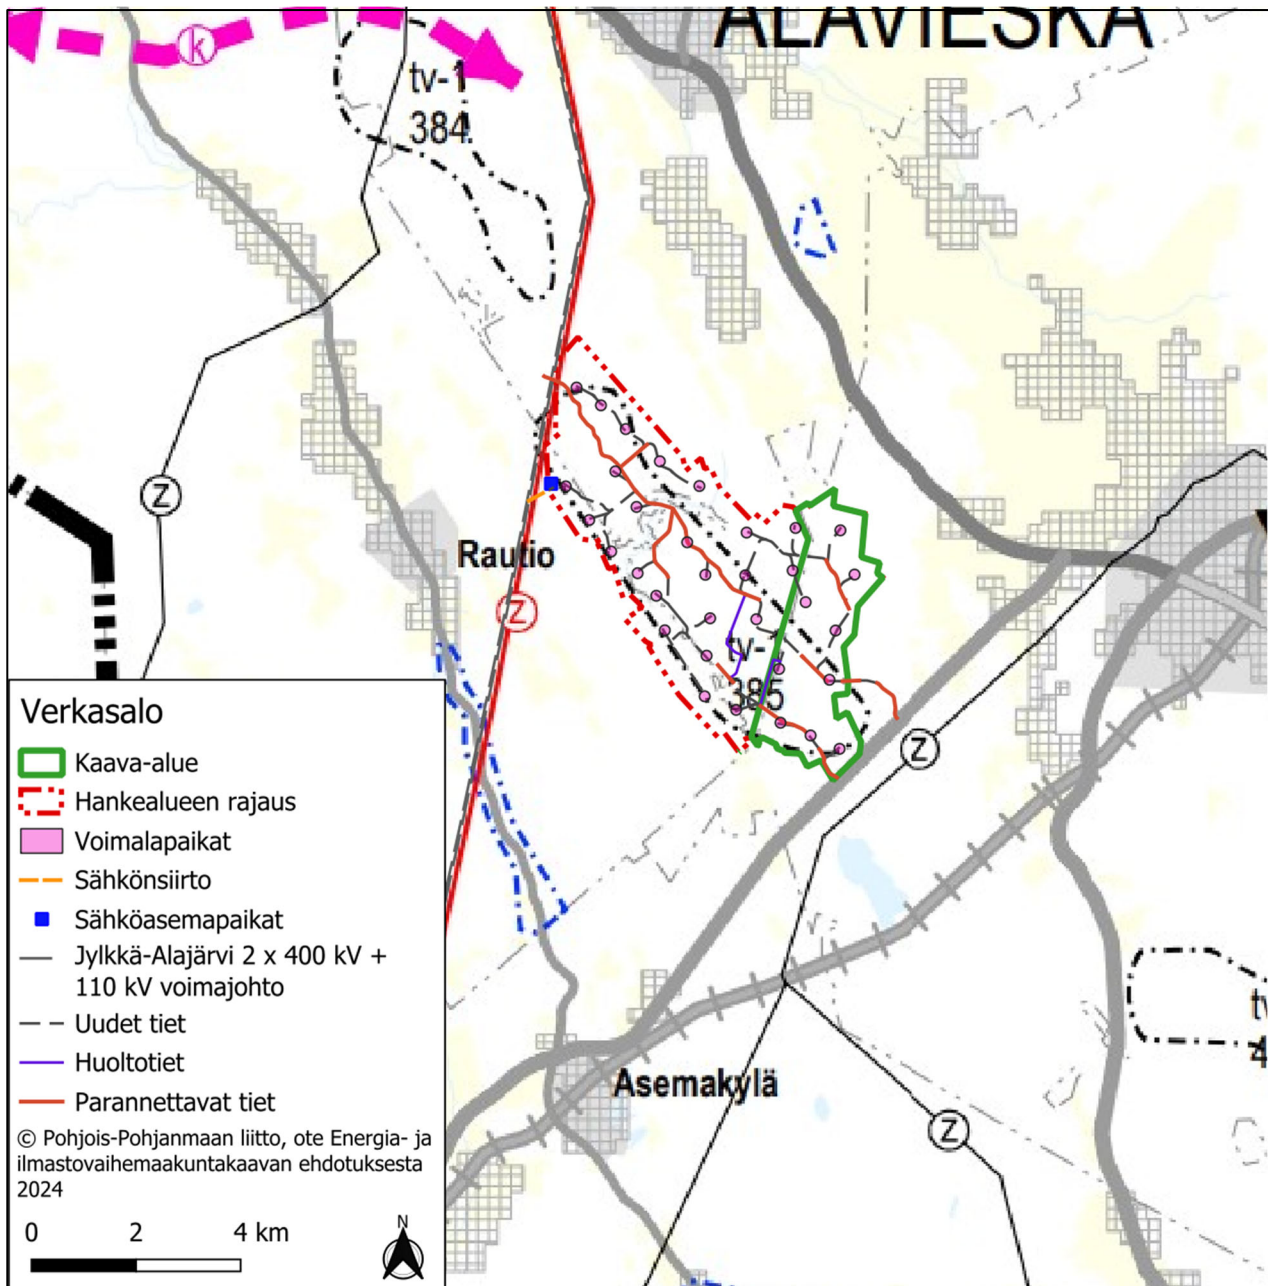 ALAVIESKA
k
tv-1
384
Z
Rautio
Z
tv-
385
Z
tv
4
Asemakylä
Z
Verkasalo
Kaava-alue
Hankealueen rajaus
Voimalapaikat
Sähkönsiirto
Sähköasemapaikat
Jylkkä-Alajärvi 2 x 400 kV +
110 kV voimajohto
Uudet tiet
Huoltotiet
Parannettavat tiet
© Pohjois-Pohjanmaan liitto, ote Energia- ja
ilmastovaihemaakuntakaavan ehdotuksesta
2024
0 2 4 km
N